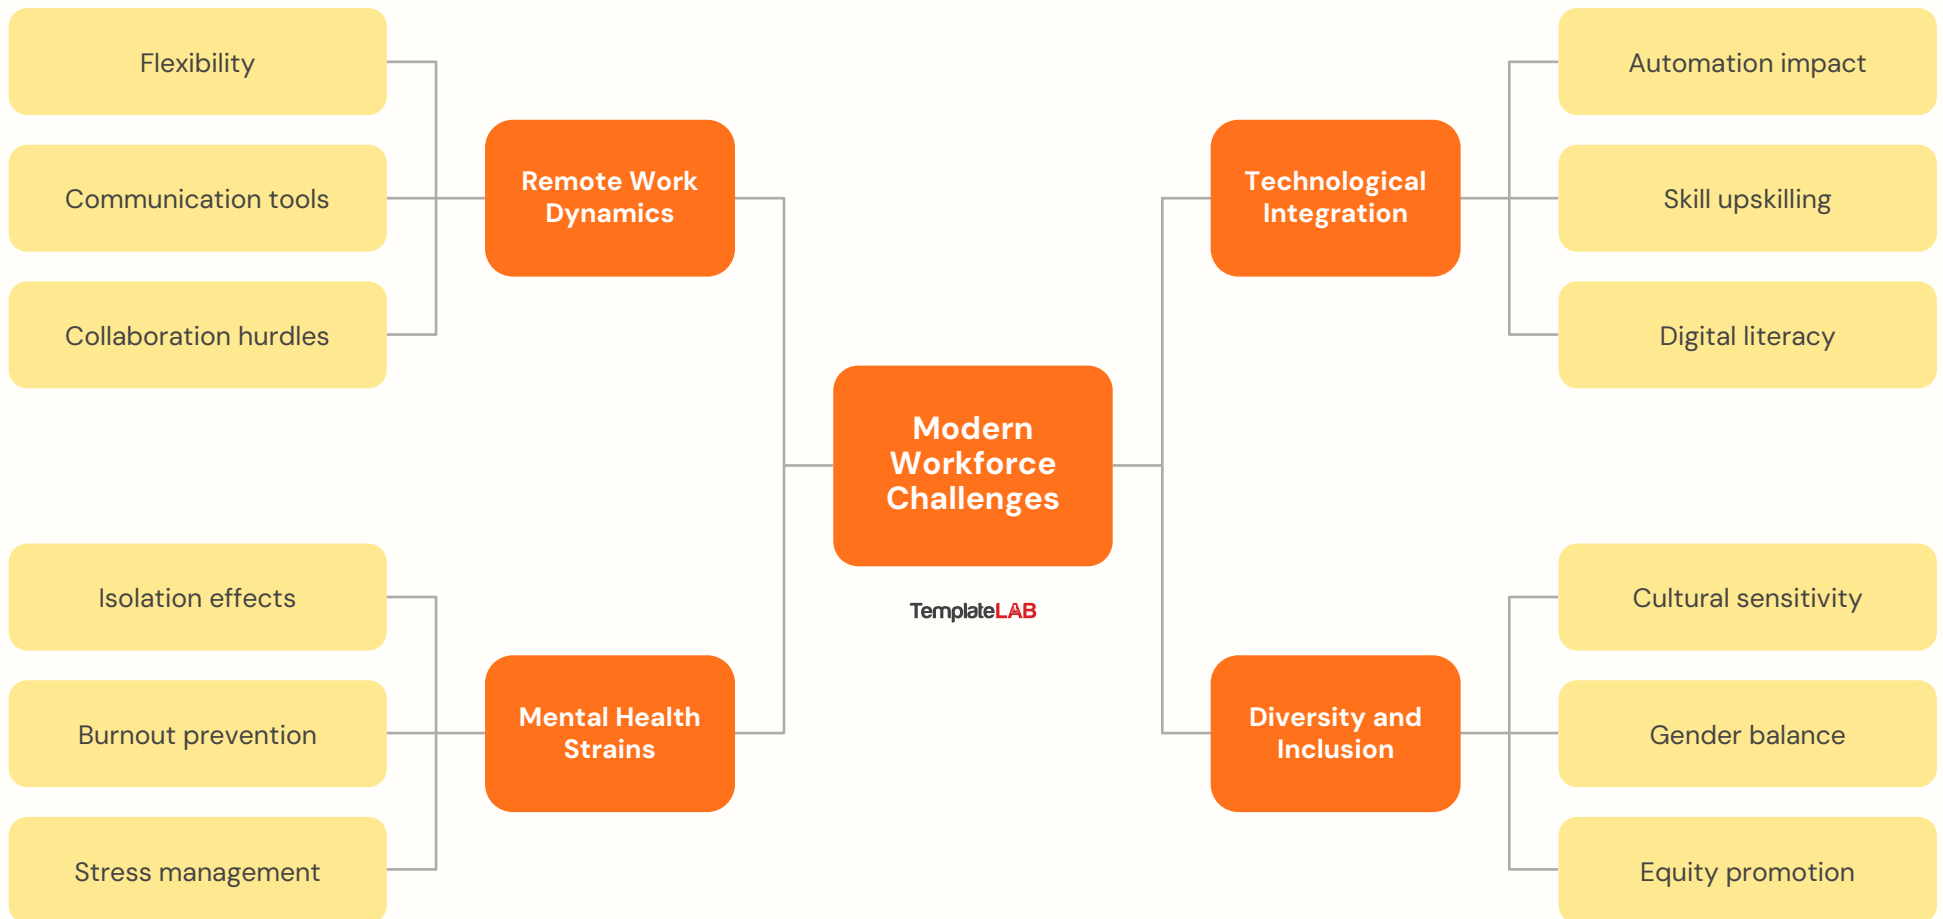 Flexibility
Communication tools
Collaboration hurdles
Remote Work
Dynamics
Isolation effects
Burnout prevention
Stress management
Mental Health
Strains
Modern
Workforce
Challenges
TemplateLAB
Technological
Integration
Automation impact
Skill upskilling
Digital literacy
Diversity and
Inclusion
Cultural sensitivity
Gender balance
Equity promotion